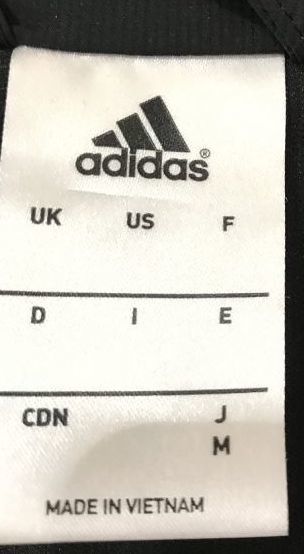 adidas®
UK US F
D I E
CDN J
M
MADE IN VIETNAM